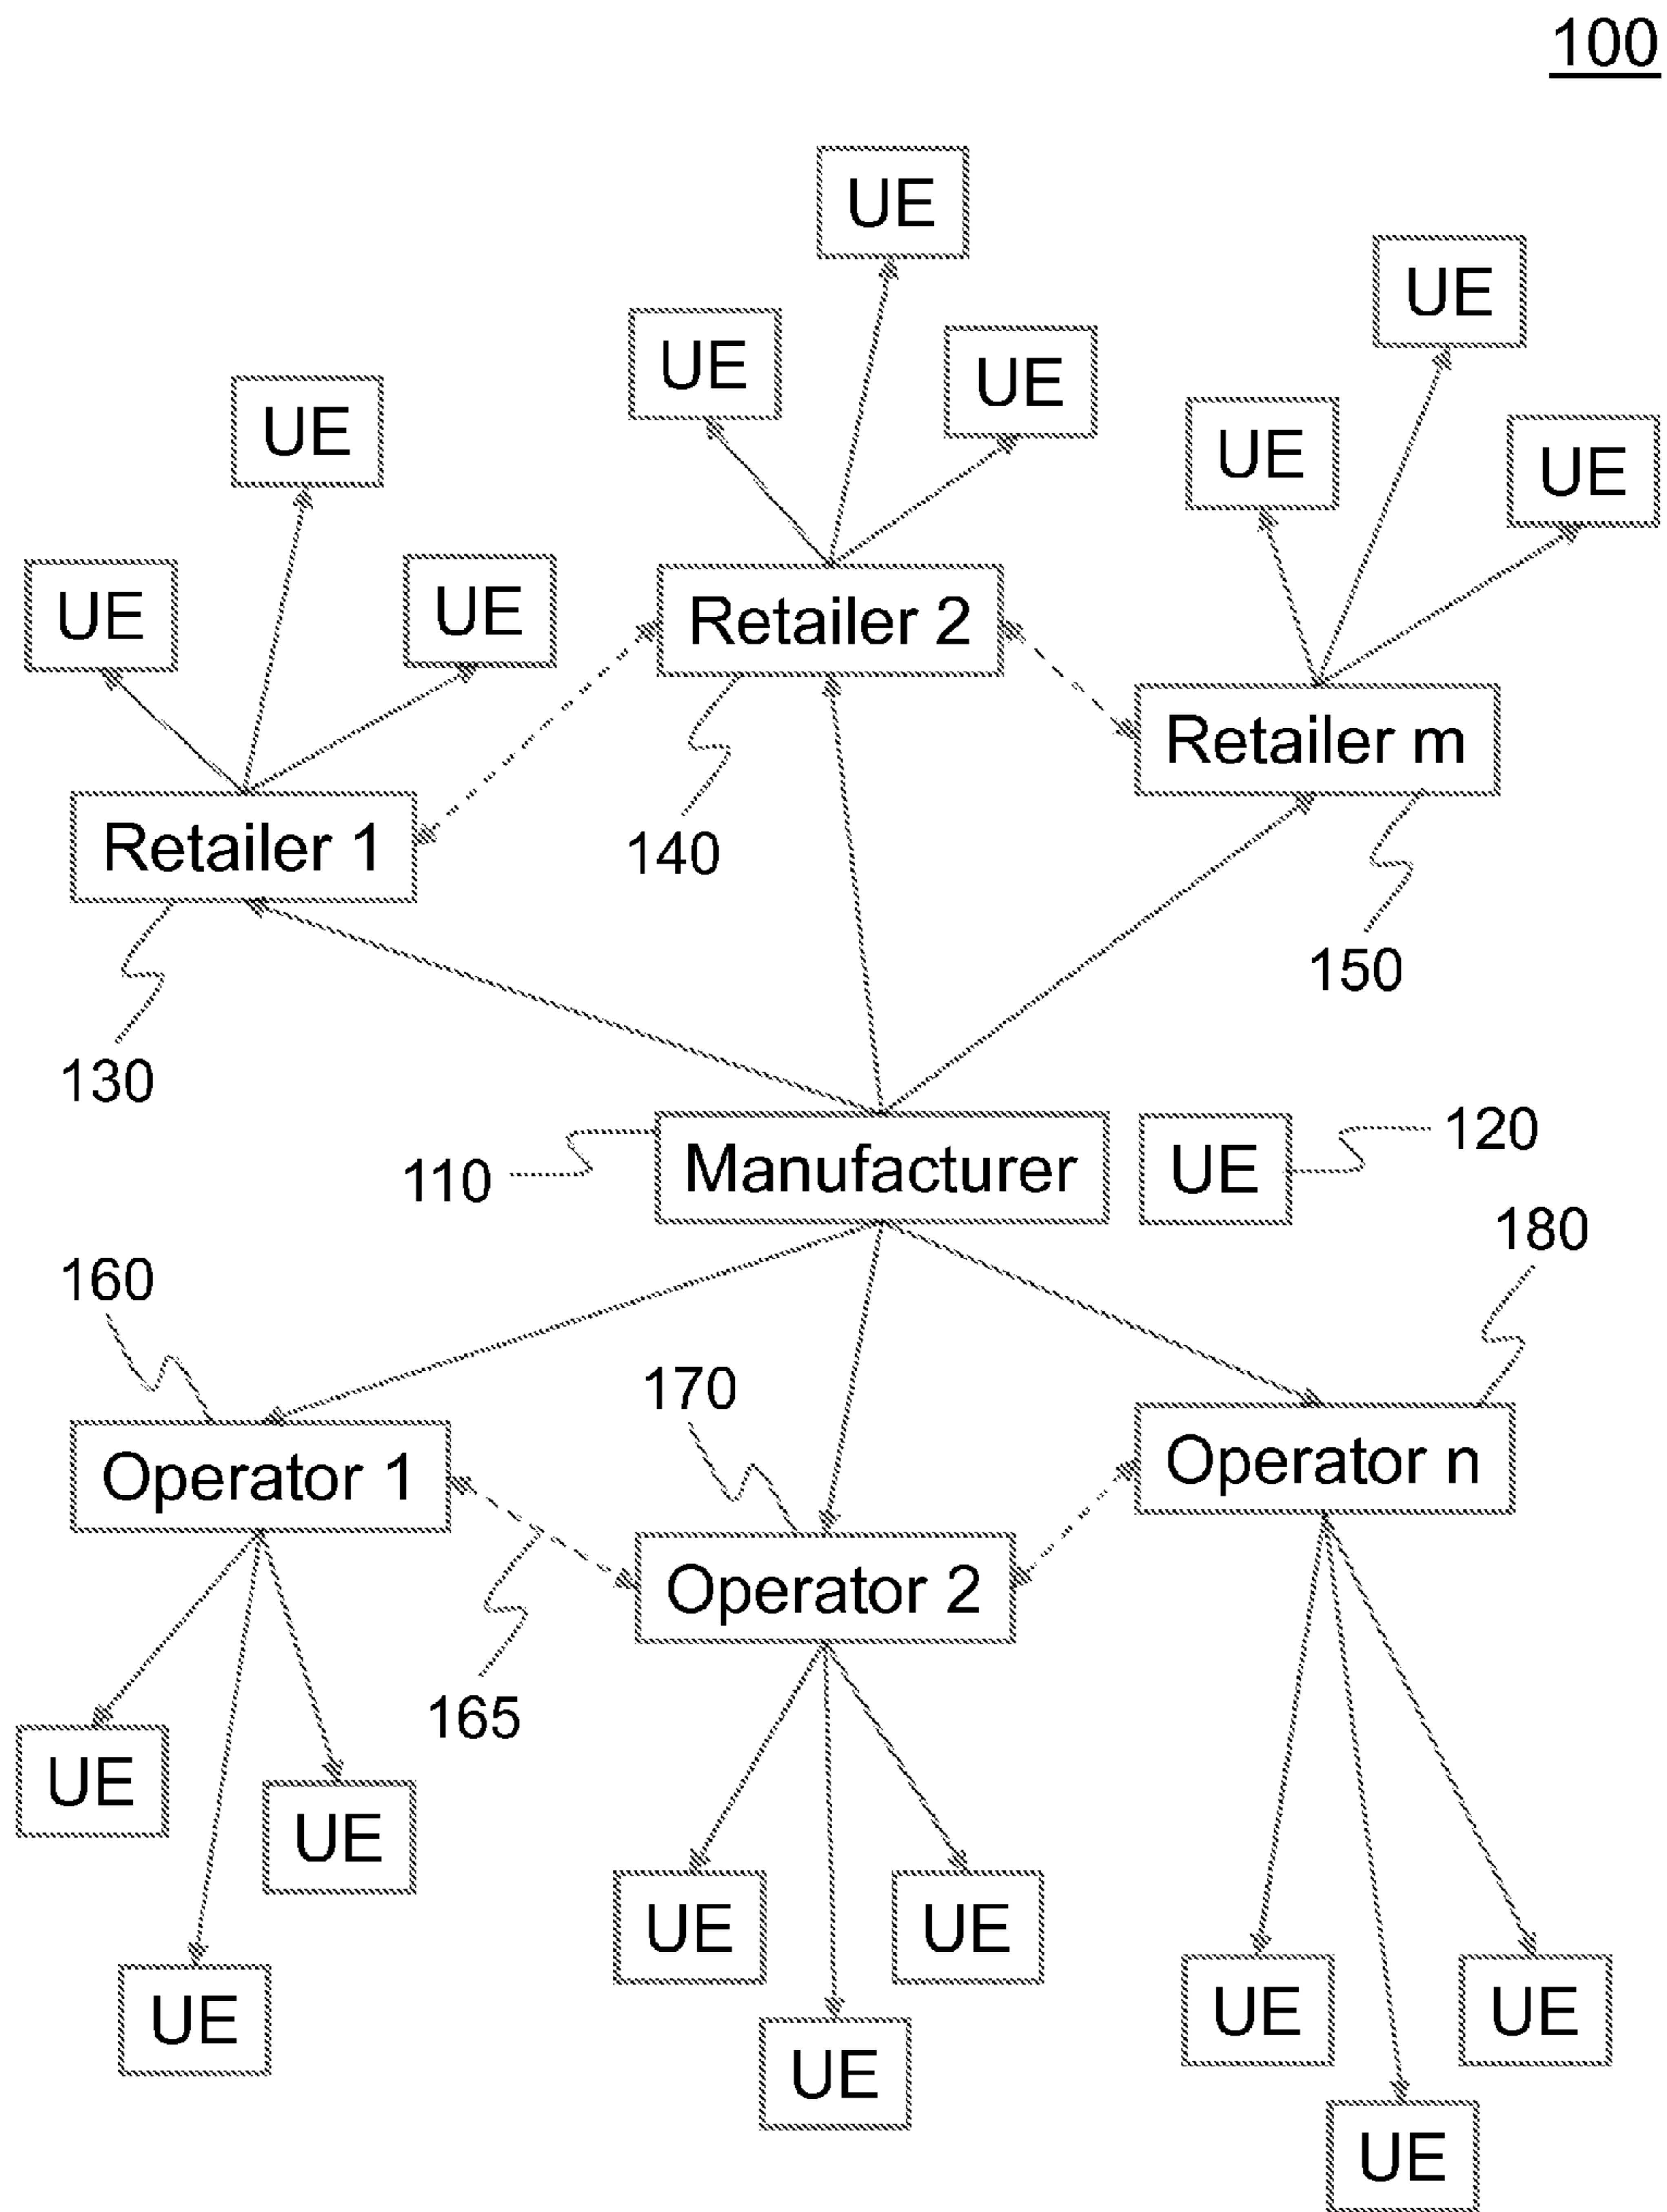 100
UE
UE
UE
UE
UE
UE
UE
UE
UE
Retailer 2
Retailer m
Retailer 1
140
150
130
Manufacturer
UE
120
110
180
160
170
Operator 1
Operator n
Operator 2
165
UE
UE
UE
UE
UE
UE
UE
UE
UE